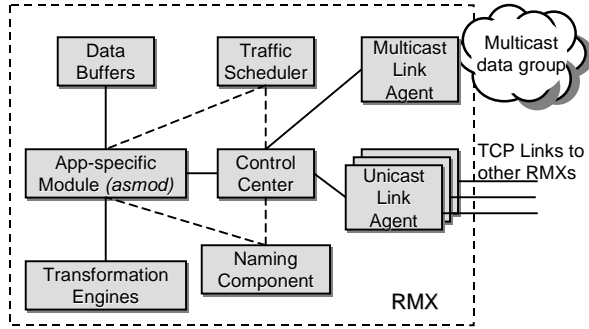 Data
Buffers
Traffic
Scheduler
Multicast
Link
Agent
Multicast
data group
App-specific
Module (asmod)
Control
Center
Unicast
Link
Agent
TCP Links to
other RMXs
Transformation
Engines
Naming
Component
RMX